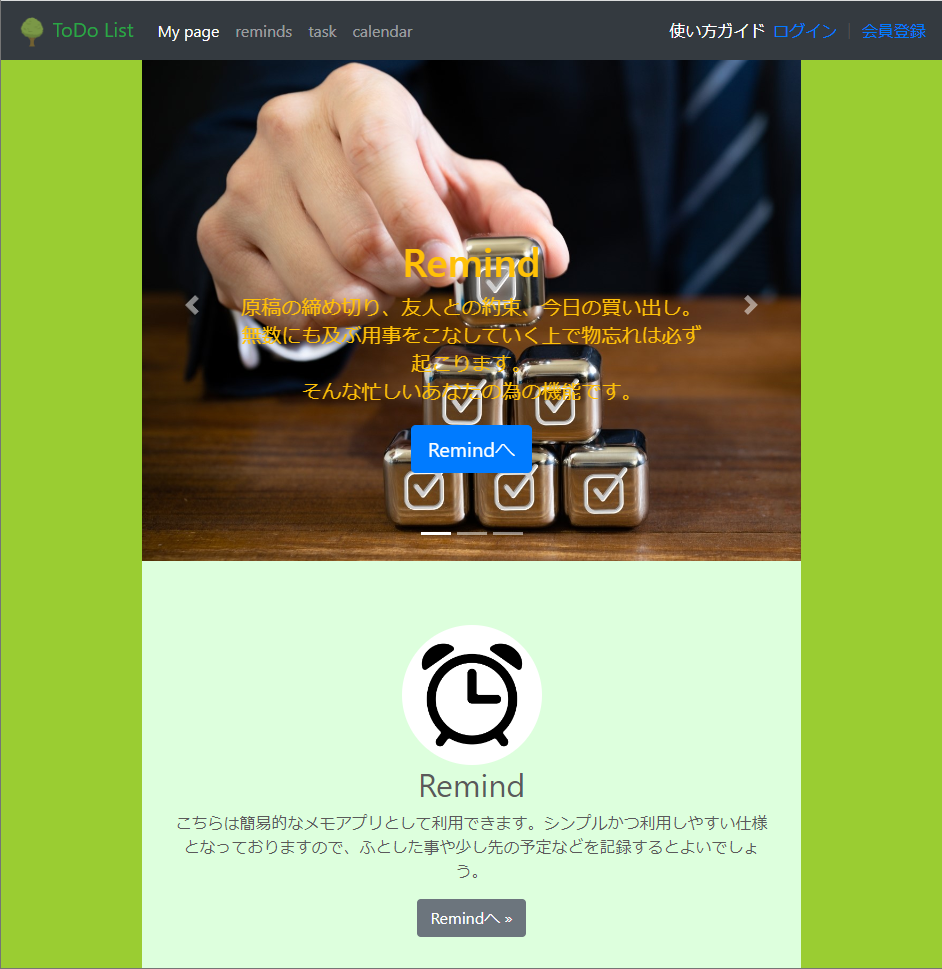 ToDo List My page reminds task calendar 使い方ガイド ログイン | 会員登録
Remind
原稿の締め切り、友人との約束、今日の買い出し。
無数にも及ぶ用事をこなしていく上で物忘れは必ず
起こります。
そんな忙しいあなたの為の機能です。
Remindへ
Remind
こちらは簡易的なメモアプリとして利用できます。シンプルかつ利用しやすい仕様
となっておりますので、ふとした事や少し先の予定などを記録するとよいでしょ
う。
Remindへ »